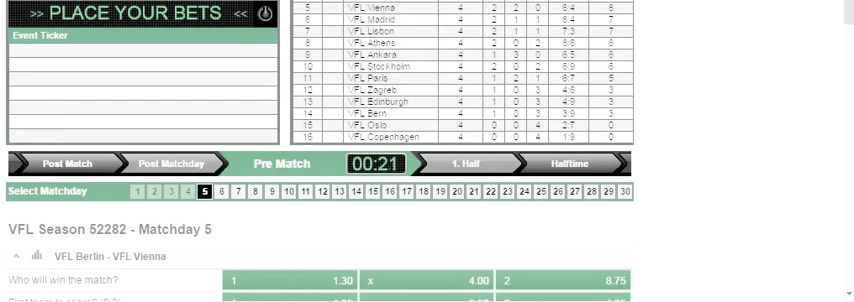 >> PLACE YOUR BETS <<
Event Ticker
5 VFL Vienna 4 2 2 0 6:4 8
6 VFL Madrid 4 2 1 1 8:4 7
7 VFL Lisbon 4 2 1 1 7:3 7
8 VFL Athens 4 2 0 2 8:6 6
9 VFL Ankara 4 1 3 0 6:5 6
10 VFL Stockholm 4 2 0 2 6:9 6
11 VFL Paris 4 1 2 1 6:7 5
12 VFL Zagreb 4 1 0 3 4:6 3
13 VFL Edinburgh 4 1 0 3 4:9 3
14 VFL Bern 4 1 0 3 3:9 3
15 VFL Oslo 4 0 0 4 2:7 0
16 VFL Copenhagen 4 0 0 4 1:9 0
Post Match Post Matchday Pre Match 00:21 1. Half Halftime
Select Matchday 1 2 3 4 5 6 7 8 9 10 11 12 13 14 15 16 17 18 19 20 21 22 23 24 25 26 27 28 29 30
VFL Season 52282 - Matchday 5
VFL Berlin - VFL Vienna
Who will win the match? 1 1.30 x 4.00 2 8.75